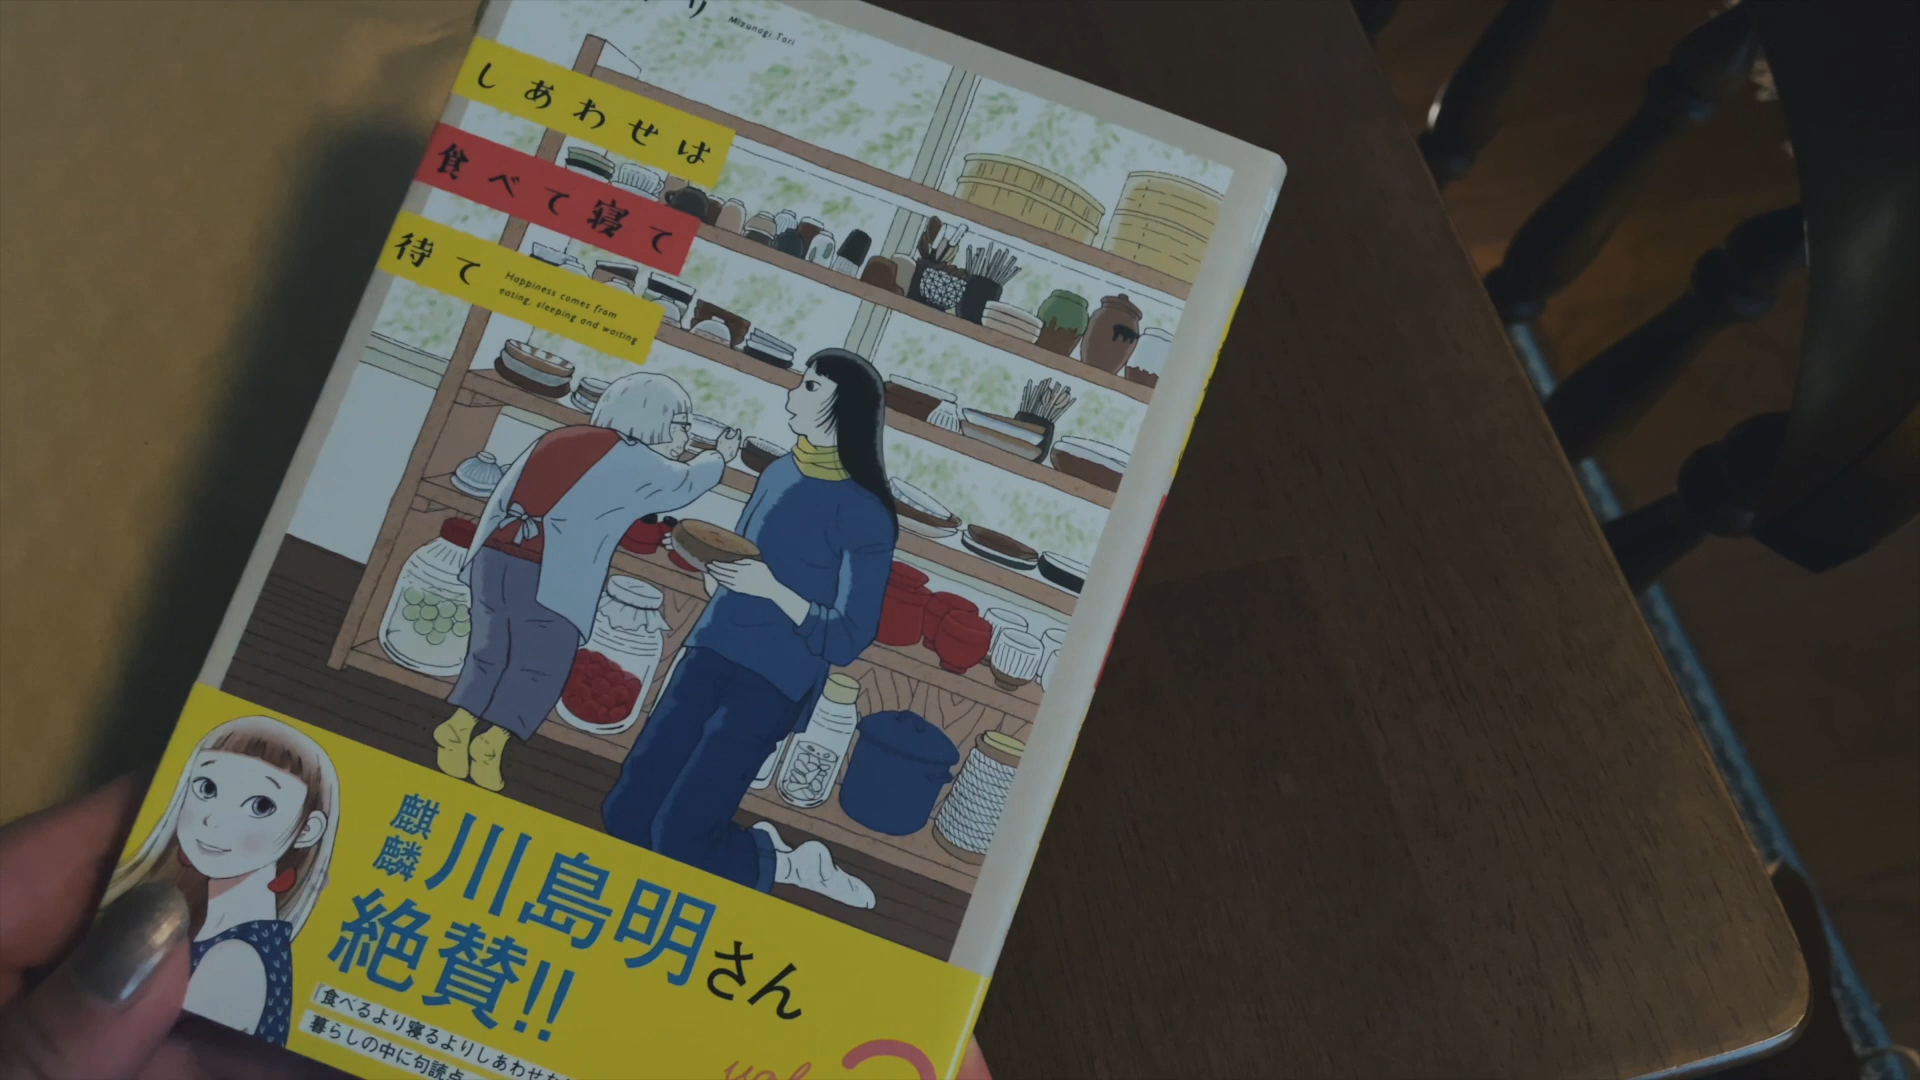 リ
Mizunagi Tori
しあわせは
食べて寝て
待て
Happiness comes from
eating, sleeping and waiting
麒麟
川島明さん
絶賛!!
「食べるより寝るよりしあわせ
暮らしの中に句読点
vol.